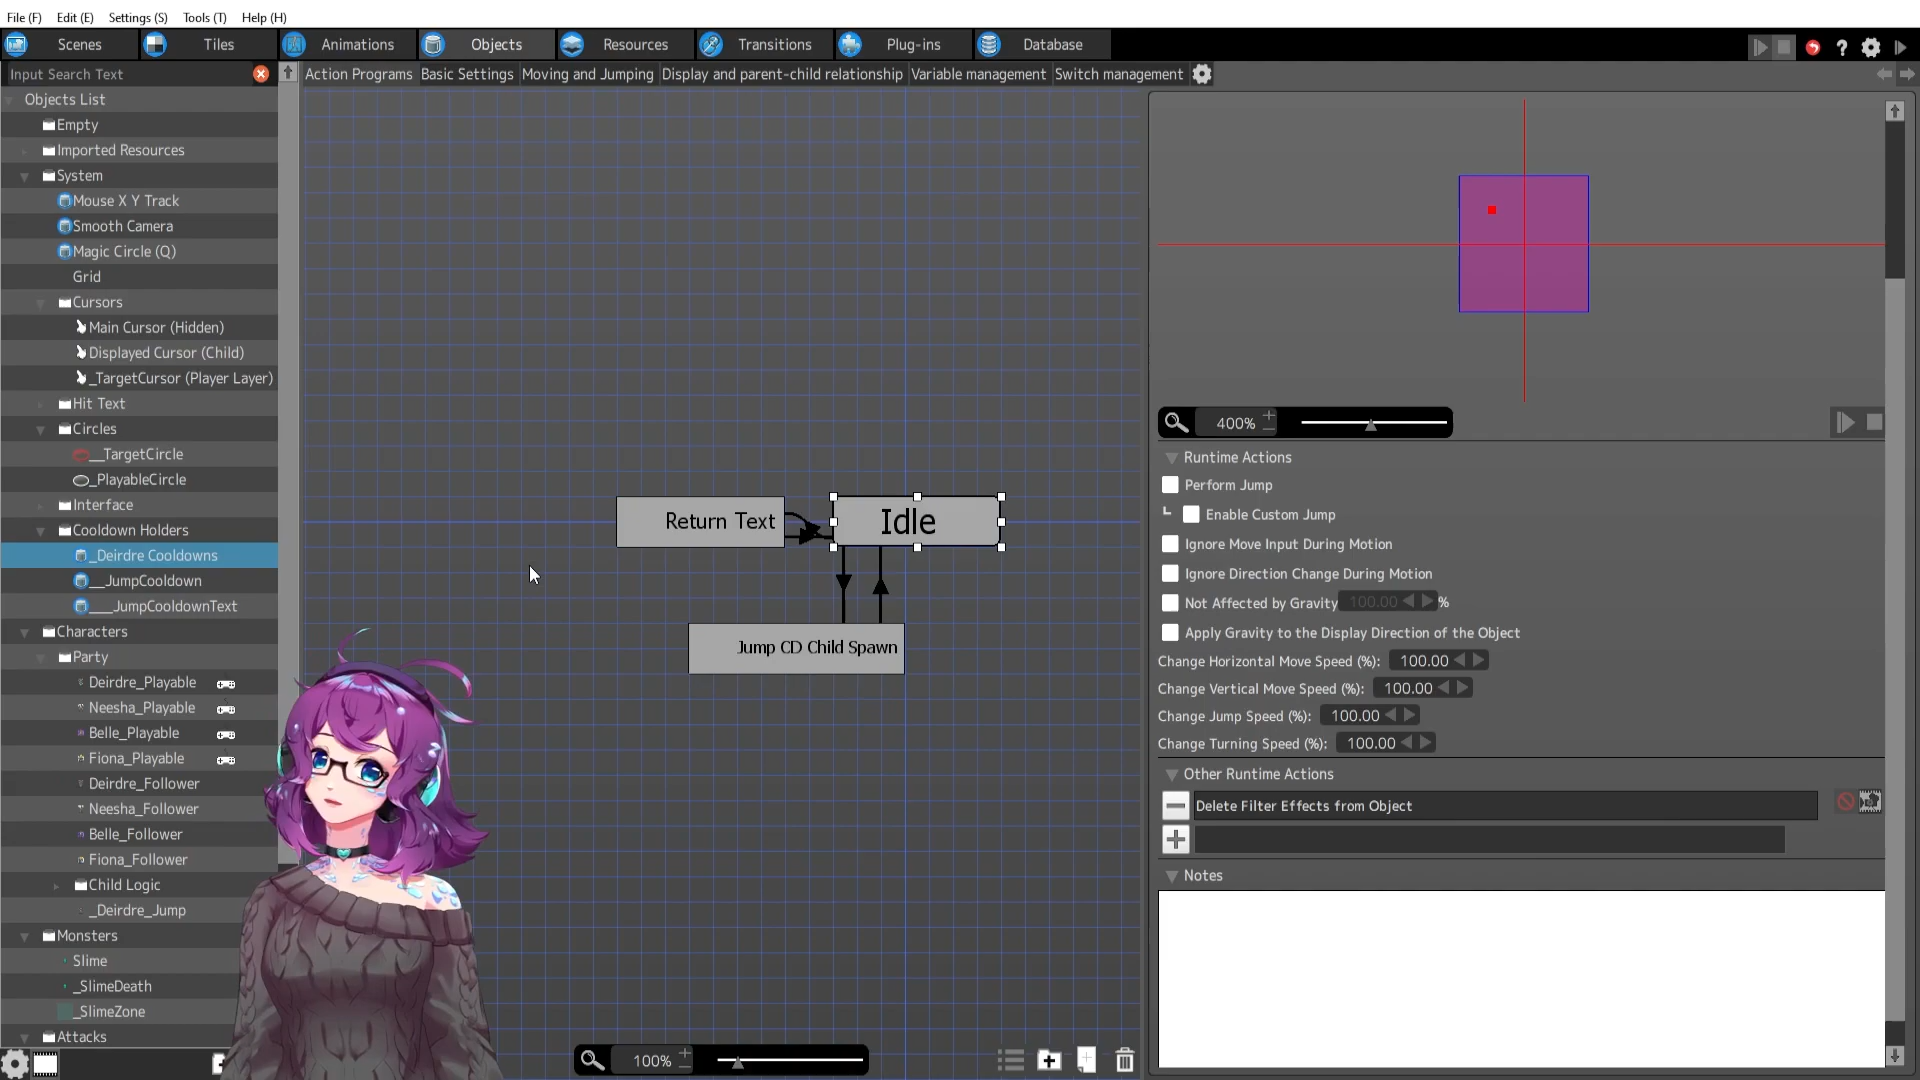 File (F) Edit (E) Settings (S) Tools (T) Help (H)
Scenes Tiles Animations Objects Resources Transitions Plug-ins Database
Input Search Text
Action Programs Basic Settings Moving and Jumping Display and parent-child relationship Variable management Switch management
Objects List
Empty
Imported Resources
System
Mouse X Y Track
Smooth Camera
Magic Circle (Q)
Grid
Cursors
Main Cursor (Hidden)
Displayed Cursor (Child)
_TargetCursor (Player Layer)
Hit Text
Circles
__TargetCircle
_PlayableCircle
Interface
Cooldown Holders
_Deirdre Cooldowns
__JumpCooldown
___JumpCooldownText
Characters
Party
Deirdre_Playable
Neesha_Playable
Belle_Playable
Fiona_Playable
Deirdre_Follower
Neesha_Follower
Belle_Follower
Fiona_Follower
Child Logic
_Deirdre_Jump
Monsters
Slime
_SlimeDeath
_SlimeZone
Attacks
Return Text
Idle
Jump CD Child Spawn
100%
400%
Runtime Actions
Perform Jump
Enable Custom Jump
Ignore Move Input During Motion
Ignore Direction Change During Motion
Not Affected by Gravity 100.00 %
Apply Gravity to the Display Direction of the Object
Change Horizontal Move Speed (%): 100.00
Change Vertical Move Speed (%): 100.00
Change Jump Speed (%): 100.00
Change Turning Speed (%): 100.00
Other Runtime Actions
Delete Filter Effects from Object
Notes